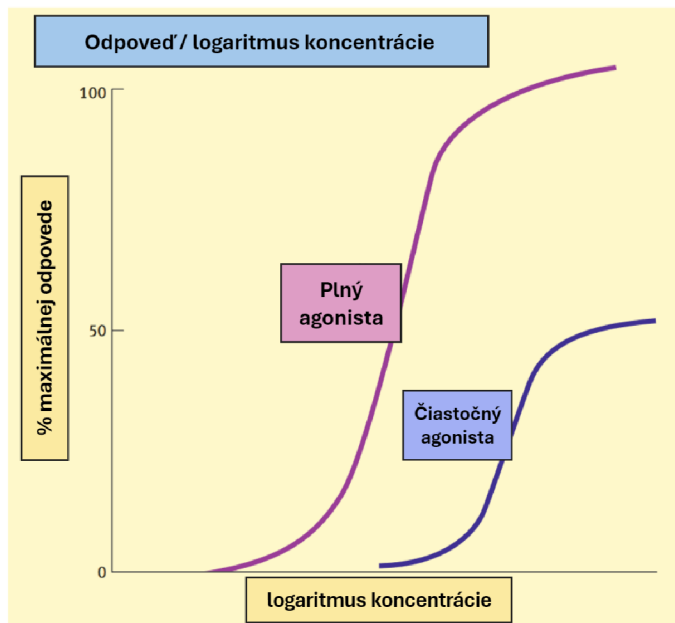 Odpoveď / logaritmus koncentrácie
100
% maximálnej odpovede
Plný
agonista
50
Čiastočný
agonista
0
logaritmus koncentrácie